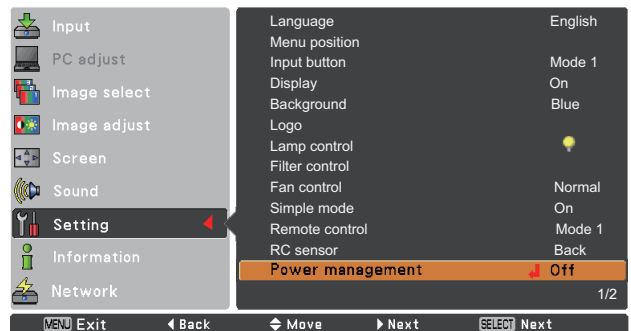 Input
PC adjust
Image select
Image adjust
Screen
Sound
Setting
Information
Network
Language English
Menu position
Input button Mode 1
Display On
Background Blue
Logo
Lamp control
Filter control
Fan control Normal
Simple mode On
Remote control Mode 1
RC sensor Back
Power management Off
1/2
MENU Exit Back Move Next SELECT Next